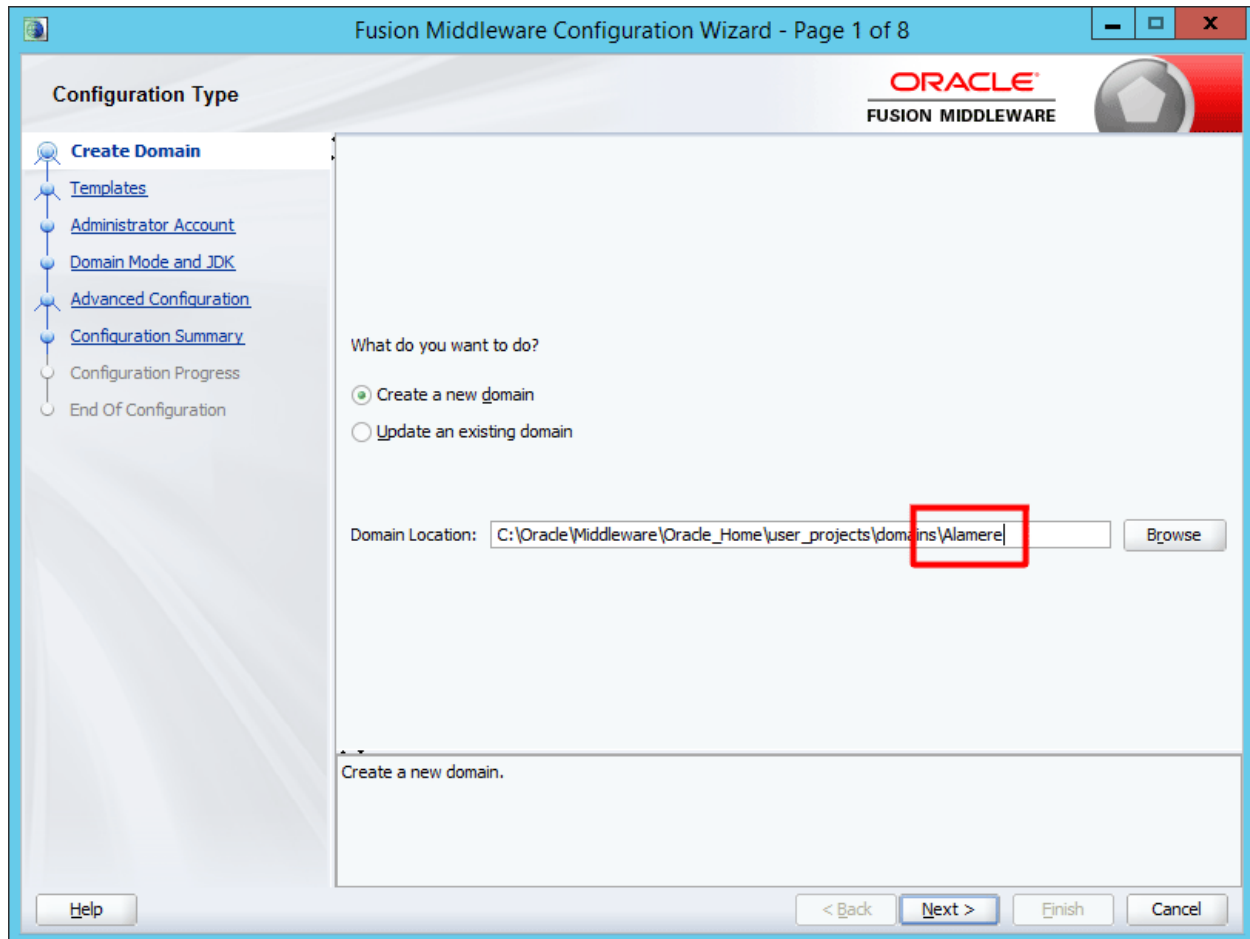 Fusion Middleware Configuration Wizard - Page 1 of 8
Configuration Type
ORACLE
FUSION MIDDLEWARE
Create Domain
Templates
Administrator Account
Domain Mode and JDK
Advanced Configuration
Configuration Summary
Configuration Progress
End Of Configuration
What do you want to do?
Create a new domain
Update an existing domain
Domain Location: C:\Oracle\Middleware\Oracle_Home\user_projects\domains\Alamere Browse
Create a new domain.
Help < Back Next > Finish Cancel